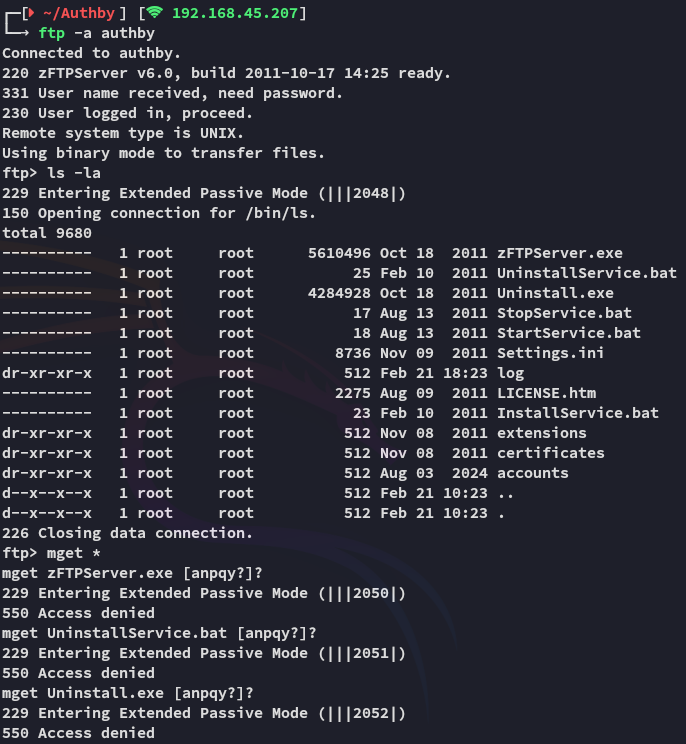 ┌─[ ~/Authby ] [ 192.168.45.207]
└─→ ftp -a authby
Connected to authby.
220 zFTPServer v6.0, build 2011-10-17 14:25 ready.
331 User name received, need password.
230 User logged in, proceed.
Remote system type is UNIX.
Using binary mode to transfer files.
ftp> ls -la
229 Entering Extended Passive Mode (|||2048|)
150 Opening connection for /bin/ls.
total 9680
----------   1 root     root      5610496 Oct 18  2011 zFTPServer.exe
----------   1 root     root           25 Feb 10  2011 UninstallService.bat
----------   1 root     root      4284928 Oct 18  2011 Uninstall.exe
----------   1 root     root           17 Aug 13  2011 StopService.bat
----------   1 root     root           18 Aug 13  2011 StartService.bat
----------   1 root     root         8736 Nov 09  2011 Settings.ini
dr-xr-xr-x   1 root     root          512 Feb 21 18:23 log
----------   1 root     root         2275 Aug 09  2011 LICENSE.htm
----------   1 root     root           23 Feb 10  2011 InstallService.bat
dr-xr-xr-x   1 root     root          512 Nov 08  2011 extensions
dr-xr-xr-x   1 root     root          512 Nov 08  2011 certificates
dr-xr-xr-x   1 root     root          512 Aug 03  2024 accounts
d--x--x--x   1 root     root          512 Feb 21 10:23 ..
d--x--x--x   1 root     root          512 Feb 21 10:23 .
226 Closing data connection.
ftp> mget *
mget zFTPServer.exe [anpqy?]?
229 Entering Extended Passive Mode (|||2050|)
550 Access denied
mget UninstallService.bat [anpqy?]?
229 Entering Extended Passive Mode (|||2051|)
550 Access denied
mget Uninstall.exe [anpqy?]?
229 Entering Extended Passive Mode (|||2052|)
550 Access denied